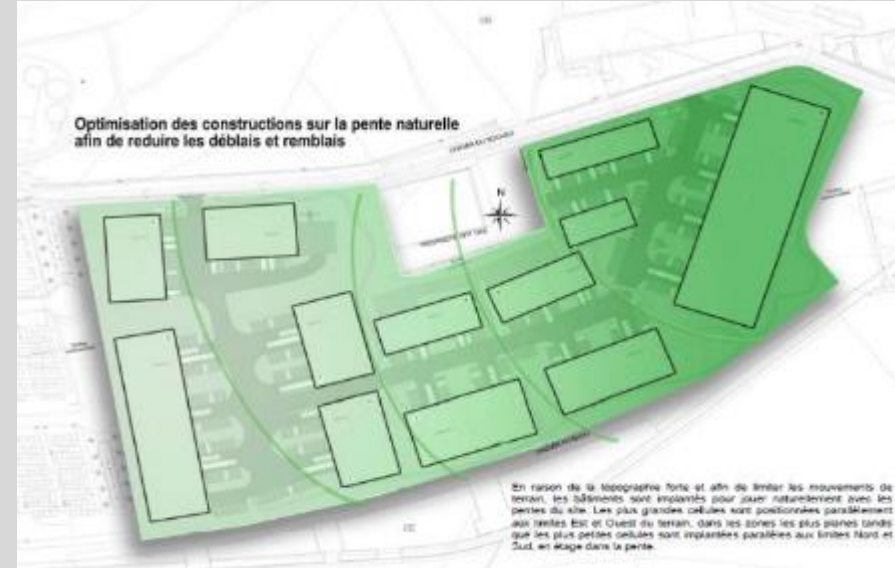 Optimisation des constructions sur la pente naturelle
afin de reduire les déblais et remblais
N
En raison de la topographie forte et afin de limiter les mouvements de
terrain, les bâtiments sont implantés pour jouer naturellement avec les
pentes du site. Les plus grandes cellules sont positionnées parallèlement
aux limites Est et Ouest du terrain, dans les zones les plus planes tandis
que les plus petites cellules sont implantées parallèles aux limites Nord et
Sud, en étage dans la pente.